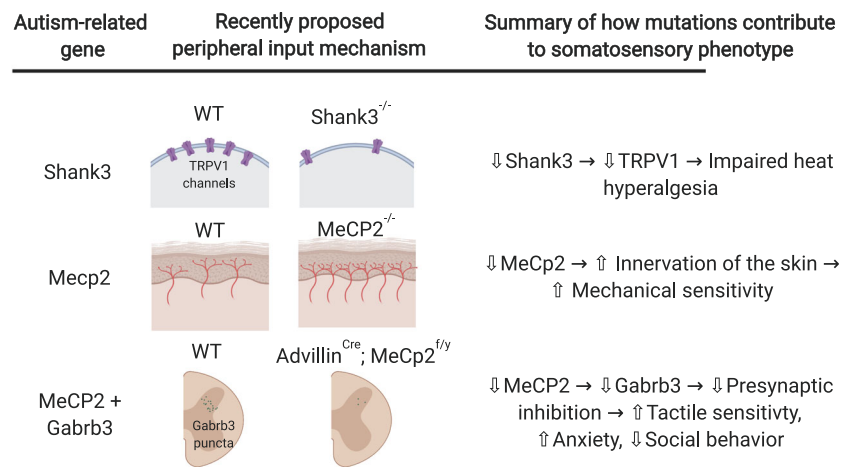 Autism-related gene
Recently proposed peripheral input mechanism
Summary of how mutations contribute to somatosensory phenotype
Shank3
WT
Shank3-/-
TRPV1
channels
⇩Shank3 → ⇩TRPV1 → Impaired heat
hyperalgesia
Mecp2
WT
MeCP2-/-
⇩MeCp2 → ⇧ Innervation of the skin →
⇧ Mechanical sensitivity
MeCP2 +
Gabrb3
WT
AdvillinCre; MeCp2f/y
Gabrb3
puncta
⇩MeCP2 → ⇩Gabrb3 → ⇩Presynaptic
inhibition → ⇧Tactile sensitivty,
⇧Anxiety, ⇩Social behavior